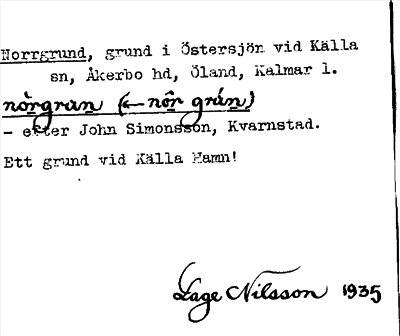 Norrgrund, grund i Östersjön vid Källa
sn, Åkerbo hd, Öland, Kalmar l.
nòrgrun (← nôr grún)
- efter John Simonsson, Kvarnstad.
Ett grund vid Källa Hamn!
Lage Nilsson 1935